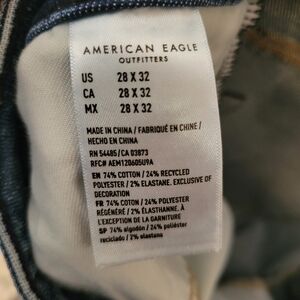 AMERICAN EAGLE
OUTFITTERS
US 28 X 32
CA 28 X 32
MX 28 X 32
MADE IN CHINA / FABRIQUÉ EN CHINE /
HECHO EN CHINA
RN 54485/CA 03873
RFC# AEM120605U9A
EN 74% COTTON / 24% RECYCLED
POLYESTER / 2% ELASTANE. EXCLUSIVE OF
DECORATION
FR 74% COTON / 24% POLYESTER
RÉGÉNÉRÉ / 2% ÉLASTHANNE. À
L'EXCEPTION DE LA GARNITURE
SP 74% algodón / 24% poliéster
reciclado / 2% elastano